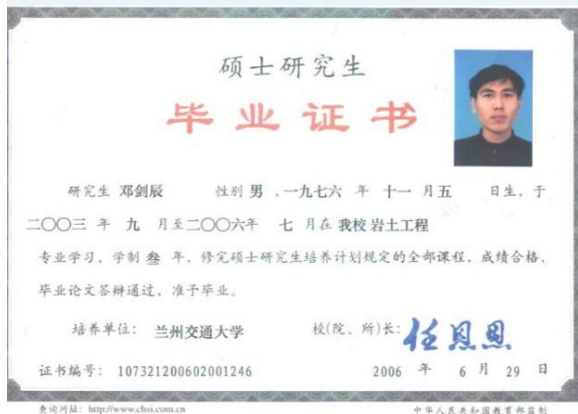 硕士研究生
毕业证书
研究生 邓剑辰 性别 男 ，一九七六 年 十一 月 五 日生，于
二〇〇三 年 九 月至二〇〇六年 七 月在 我校 岩土工程
专业学习，学制 叁 年，修完硕士研究生培养计划规定的全部课程，成绩合格，
毕业论文答辩通过，准予毕业。
培养单位： 兰州交通大学 校(院、所)长： 任恩恩
证书编号： 107321200602001246 2006 年 6 月 29 日
查询网址：http://www.chsi.com.cn 中华人民共和国教育部监制